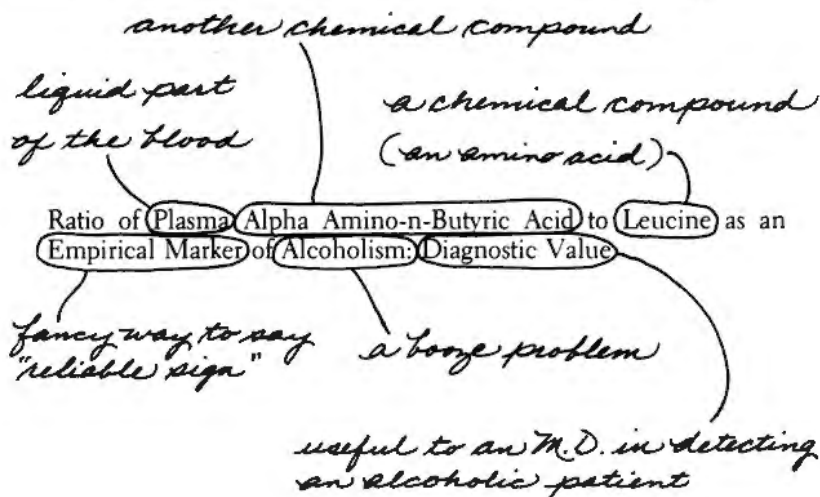 another chemical compound
liquid part
of the blood
a chemical compound
(an amino acid)
Ratio of Plasma Alpha Amino-n-Butyric Acid to Leucine as an
Empirical Marker of Alcoholism: Diagnostic Value
fancy way to say
"reliable sign"
a booze problem
useful to an M.D. in detecting
an alcoholic patient